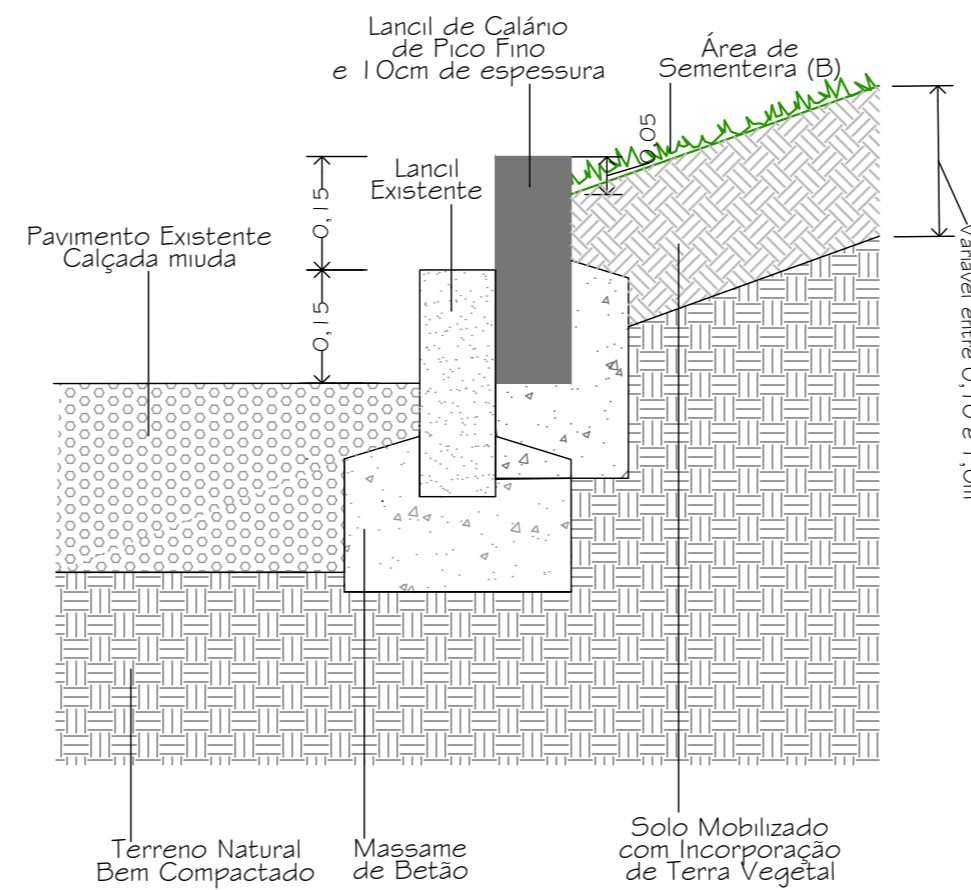 Lancil de Calário
de Pico Fino
e 10cm de espessura
Área de
Sementeira (B)
0,05
Lancil
Existente
0,15
Pavimento Existente
Calçada miuda
0,15
Variável entre 0,10 e 1,0m
Terreno Natural
Bem Compactado
Massame
de Betão
Solo Mobilizado
com Incorporação
de Terra Vegetal